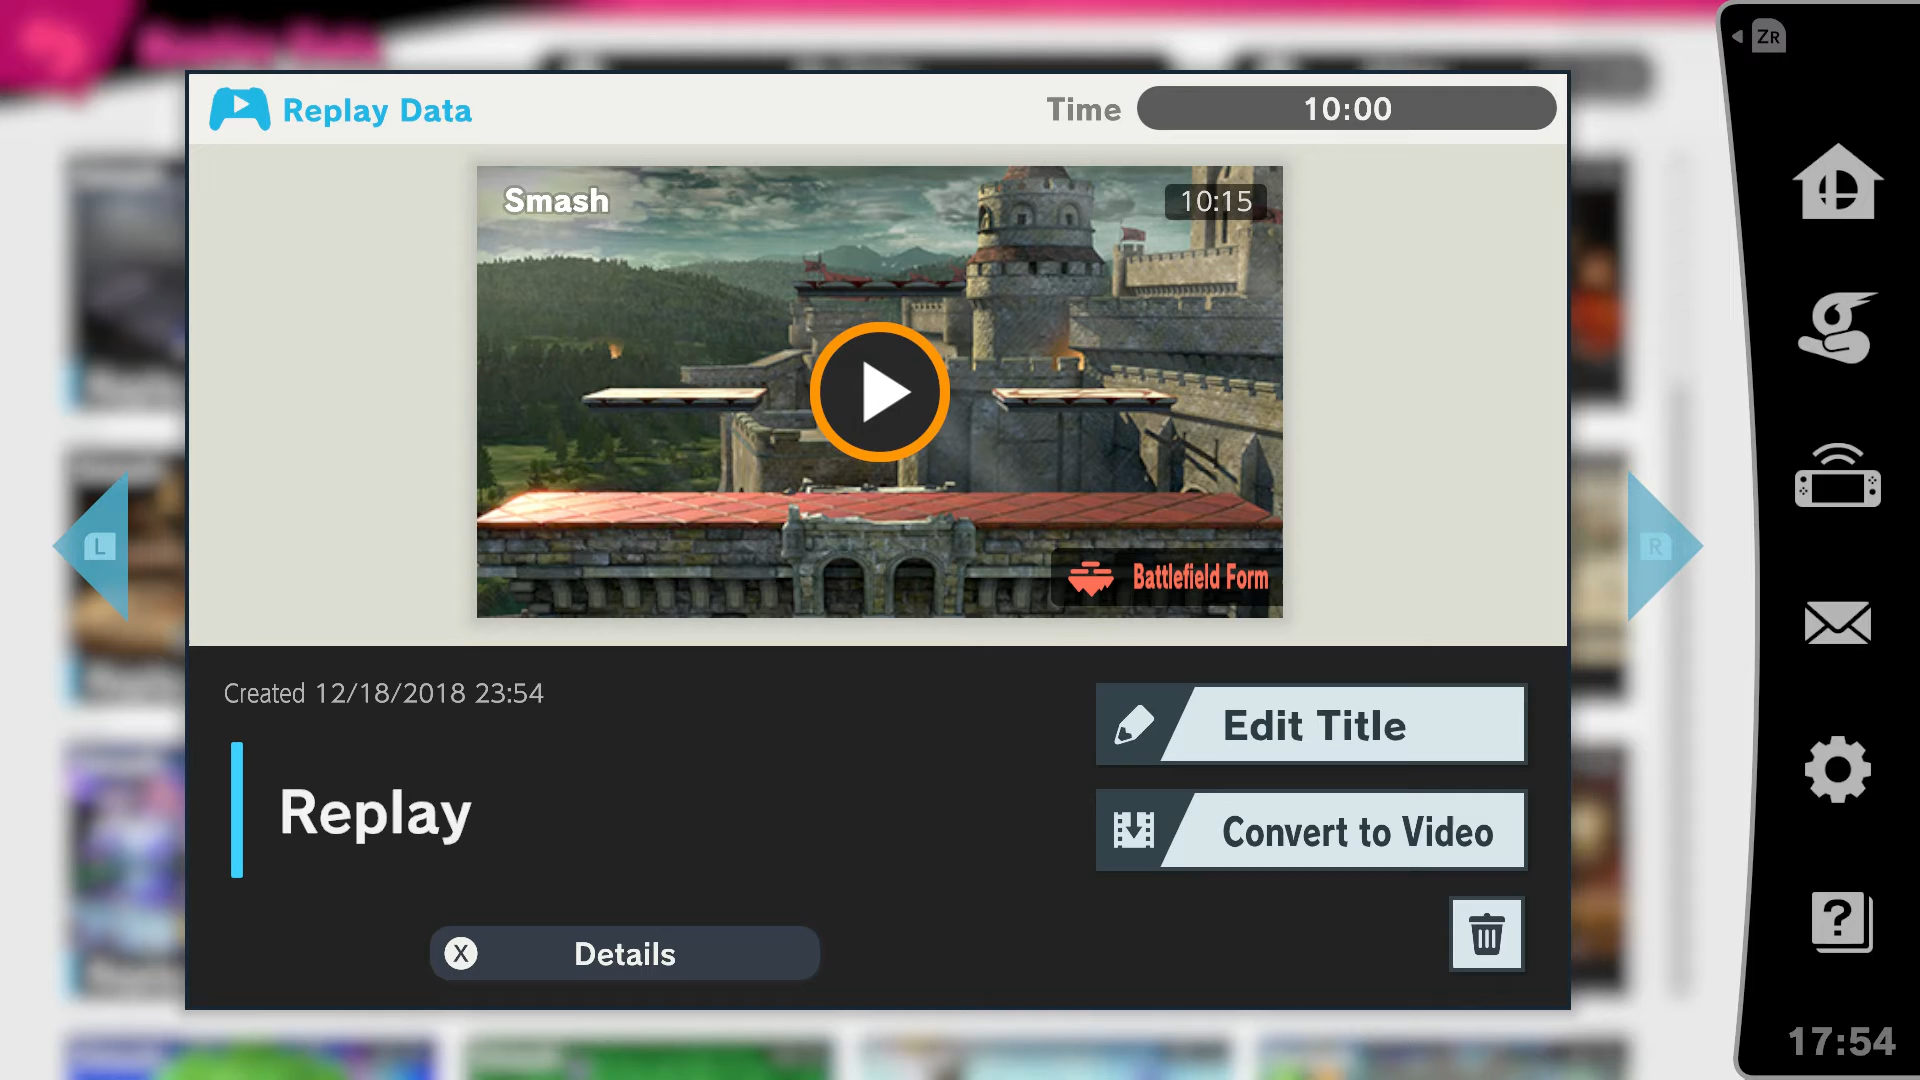 ZR
Replay Data
Time
10:00
Smash
10:15
Battlefield Form
L
R
Created 12/18/2018 23:54
Edit Title
Replay
Convert to Video
X
Details
?
17:54